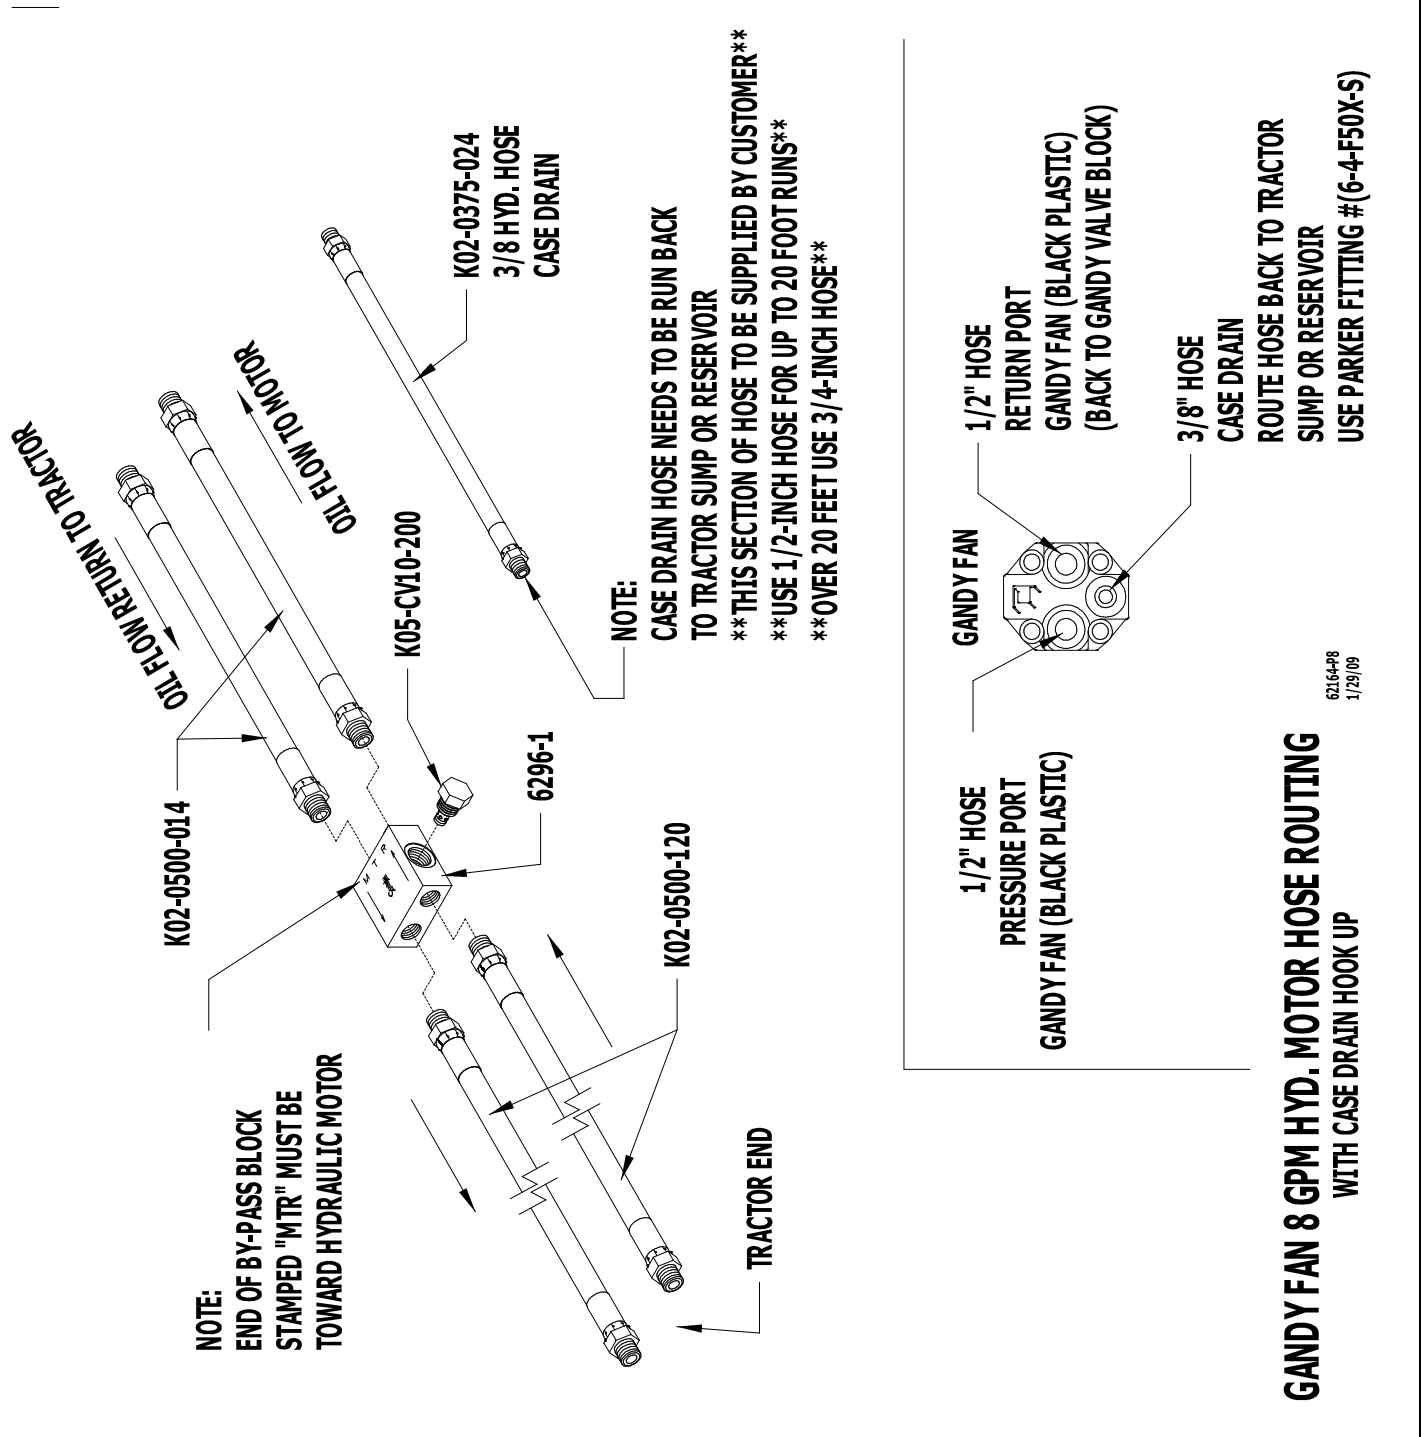 OIL FLOW RETURN TO TRACTOR
OIL FLOW TO MOTOR
K02-0375-024
3/8 HYD. HOSE
CASE DRAIN
K02-0500-014
K05-CV10-200
6296-1
K02-0500-120
M T R
NOTE:
END OF BY-PASS BLOCK
STAMPED "MTR" MUST BE
TOWARD HYDRAULIC MOTOR
TRACTOR END
NOTE:
CASE DRAIN HOSE NEEDS TO BE RUN BACK
TO TRACTOR SUMP OR RESERVOIR
**THIS SECTION OF HOSE TO BE SUPPLIED BY CUSTOMER**
**USE 1/2-INCH HOSE FOR UP TO 20 FOOT RUNS**
**OVER 20 FEET USE 3/4-INCH HOSE**
GANDY FAN
1/2" HOSE
PRESSURE PORT
GANDY FAN (BLACK PLASTIC)
1/2" HOSE
RETURN PORT
GANDY FAN (BLACK PLASTIC)
(BACK TO GANDY VALVE BLOCK)
3/8" HOSE
CASE DRAIN
ROUTE HOSE BACK TO TRACTOR
SUMP OR RESERVOIR
USE PARKER FITTING #(6-4-F50X-S)
GANDY FAN 8 GPM HYD. MOTOR HOSE ROUTING
WITH CASE DRAIN HOOK UP
62164-P8
1/29/09